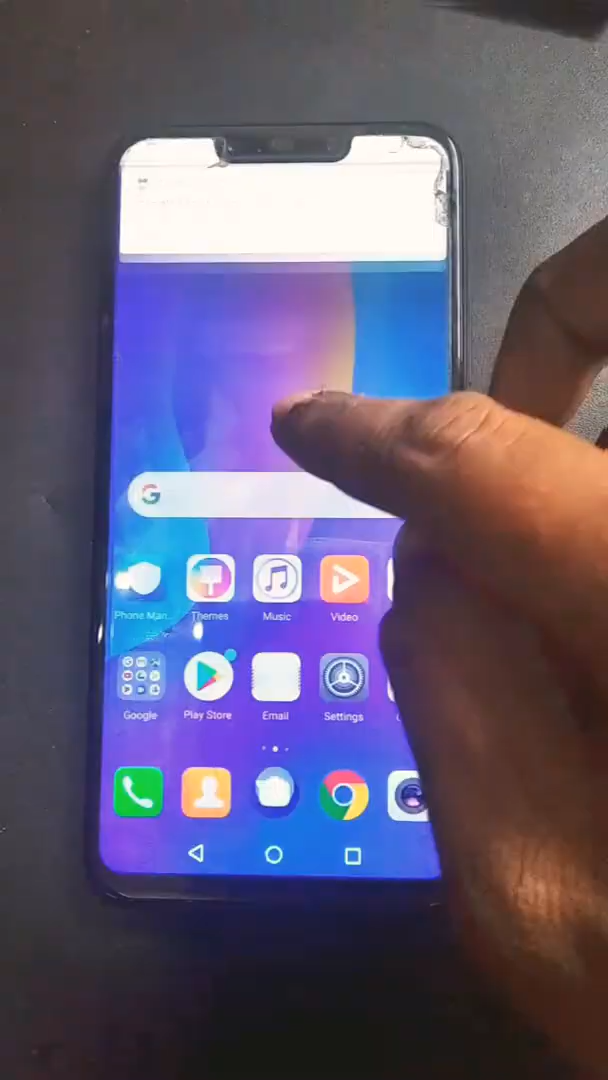 G
Phone Man..
Themes
Music
Video
Google
Play Store
Email
Settings